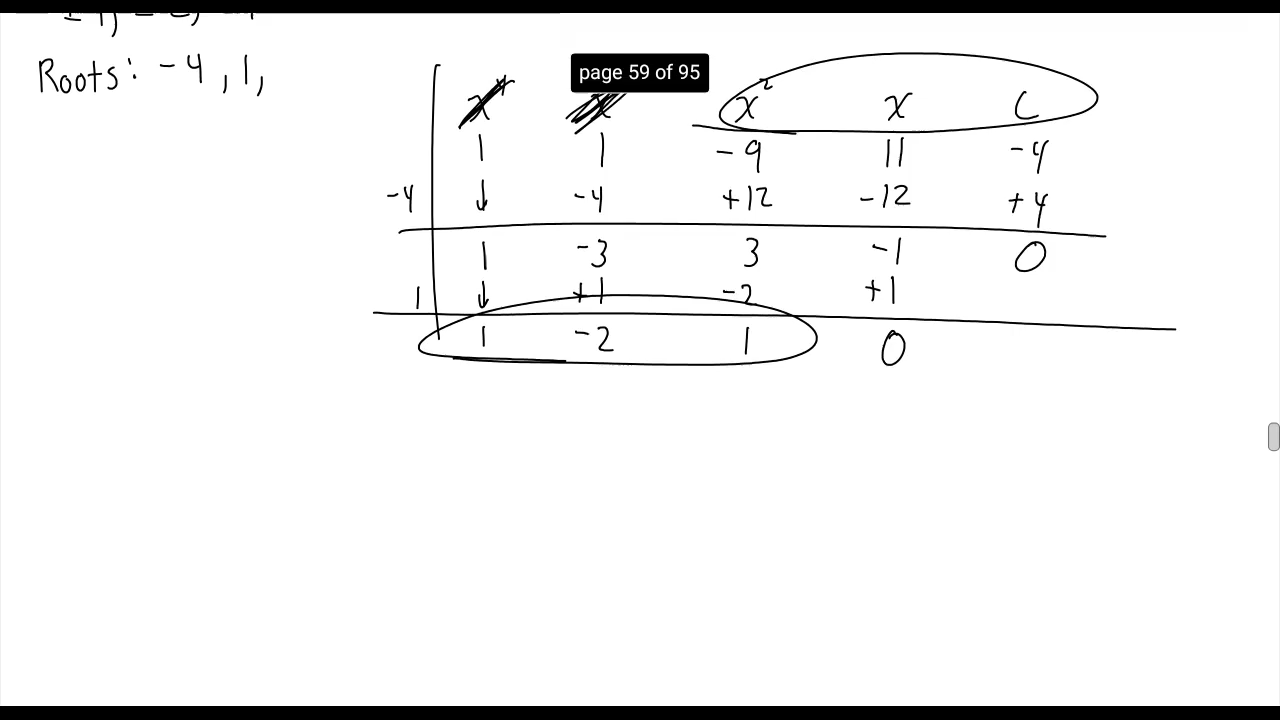 Roots: -4, 1,
page 59 of 95
x⁴ x x² x C
1 1 -9 11 -4
-4 ↓ -4 +12 -12 +4
1 -3 3 -1 0
1 ↓ +1 -2 +1
1 -2 1 0